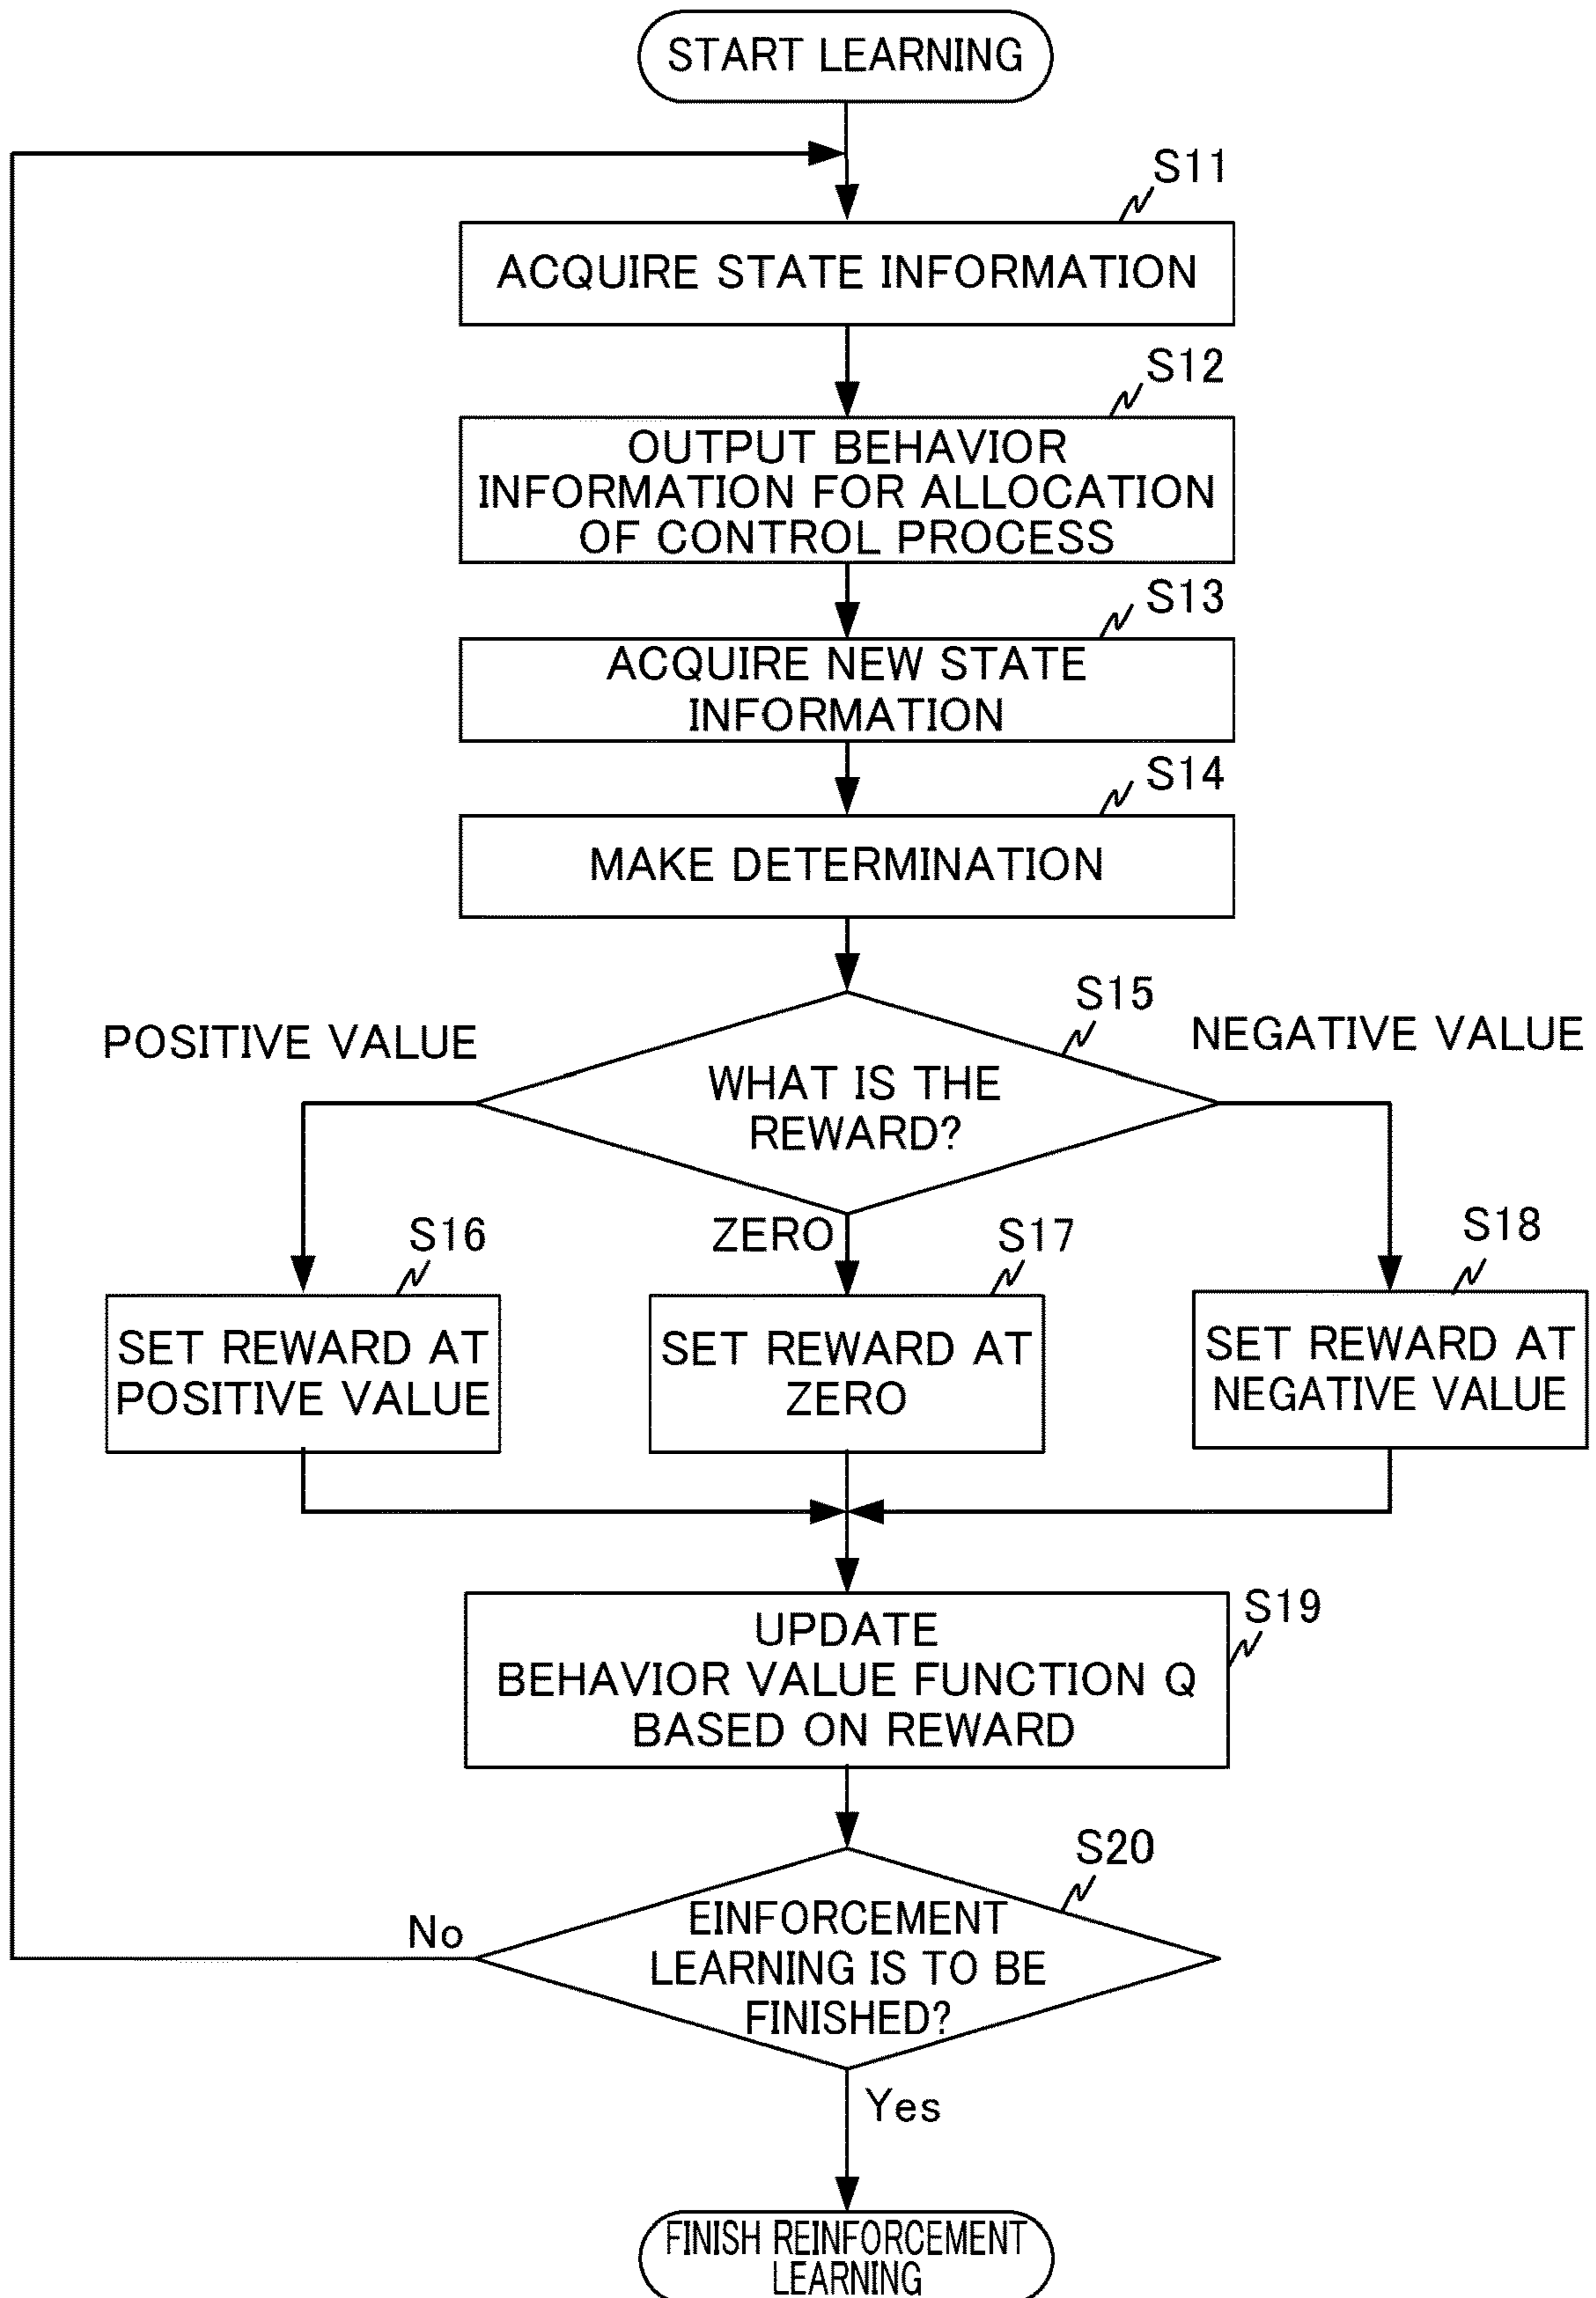 START LEARNING
S11
ACQUIRE STATE INFORMATION
S12
OUTPUT BEHAVIOR
INFORMATION FOR ALLOCATION
OF CONTROL PROCESS
S13
ACQUIRE NEW STATE
INFORMATION
S14
MAKE DETERMINATION
S15
POSITIVE VALUE
NEGATIVE VALUE
WHAT IS THE
REWARD?
ZERO
S16
SET REWARD AT
POSITIVE VALUE
S17
SET REWARD AT
ZERO
S18
SET REWARD AT
NEGATIVE VALUE
S19
UPDATE
BEHAVIOR VALUE FUNCTION Q
BASED ON REWARD
S20
EINFORCEMENT
LEARNING IS TO BE
FINISHED?
No
Yes
FINISH REINFORCEMENT
LEARNING